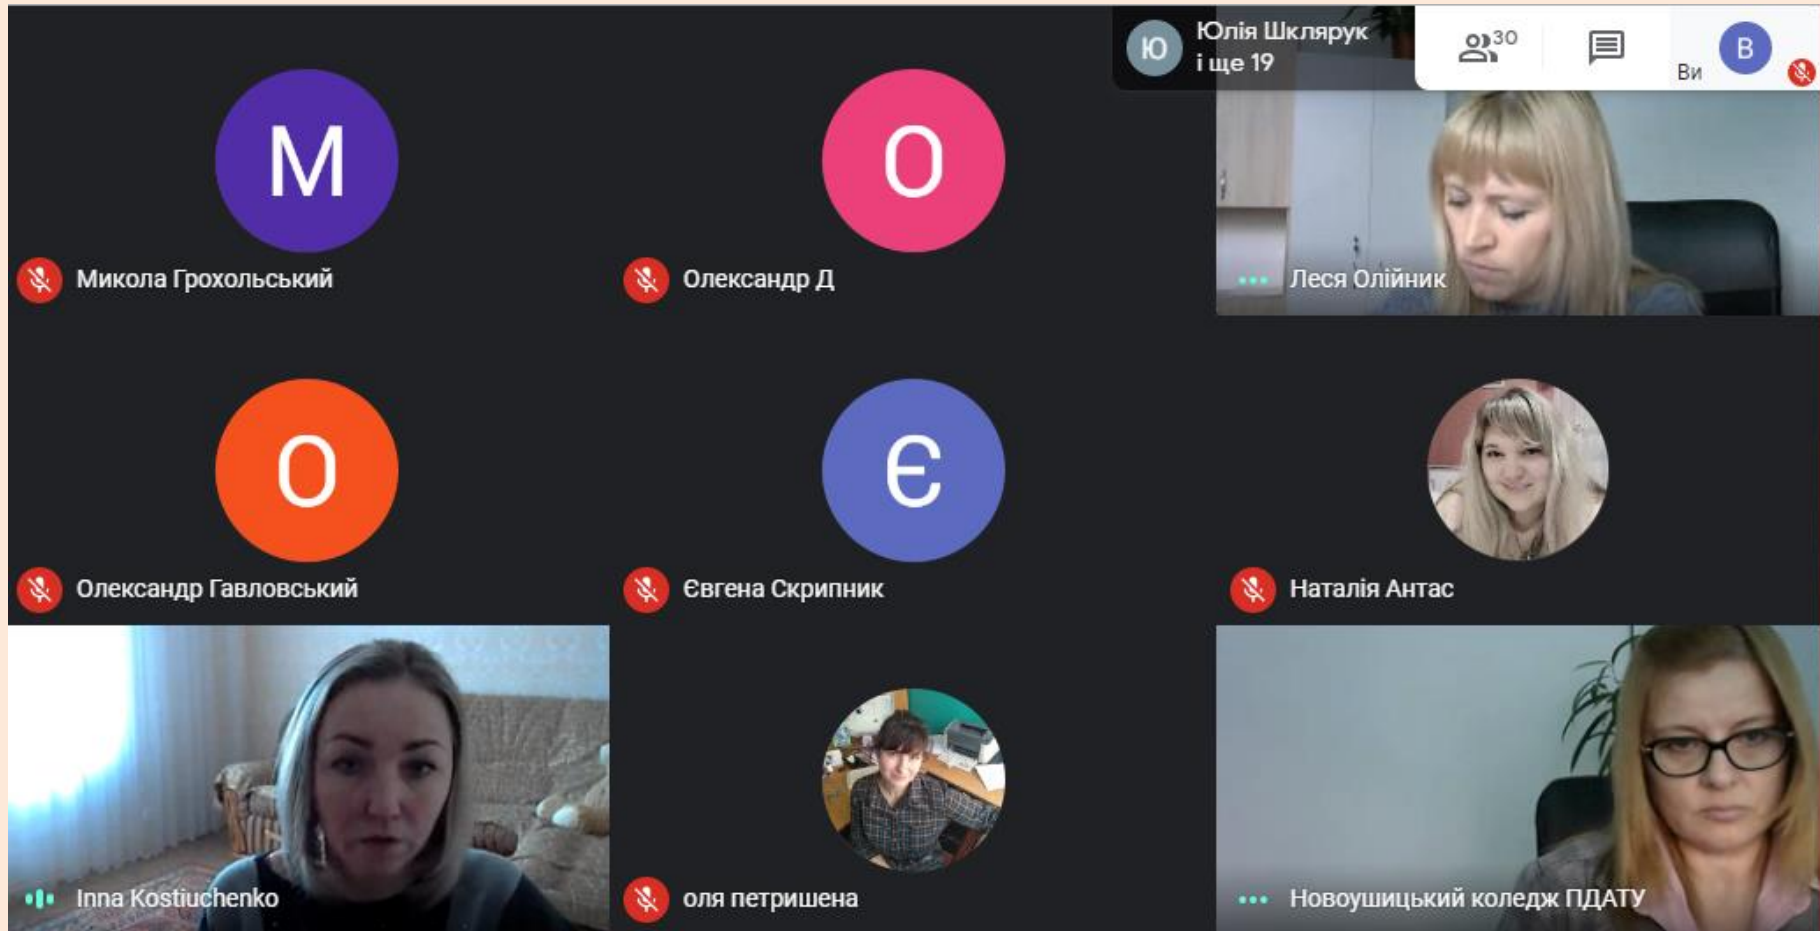 Ю
Юлія Шклярук
і ще 19
30
Ви
В
М
Микола Грохольський
О
Олександр Д
Леся Олійник
О
Олександр Гавловський
Є
Євгена Скрипник
Наталія Антас
Inna Kostiuchenko
оля петришена
Новоушицький коледж ПДАТУ